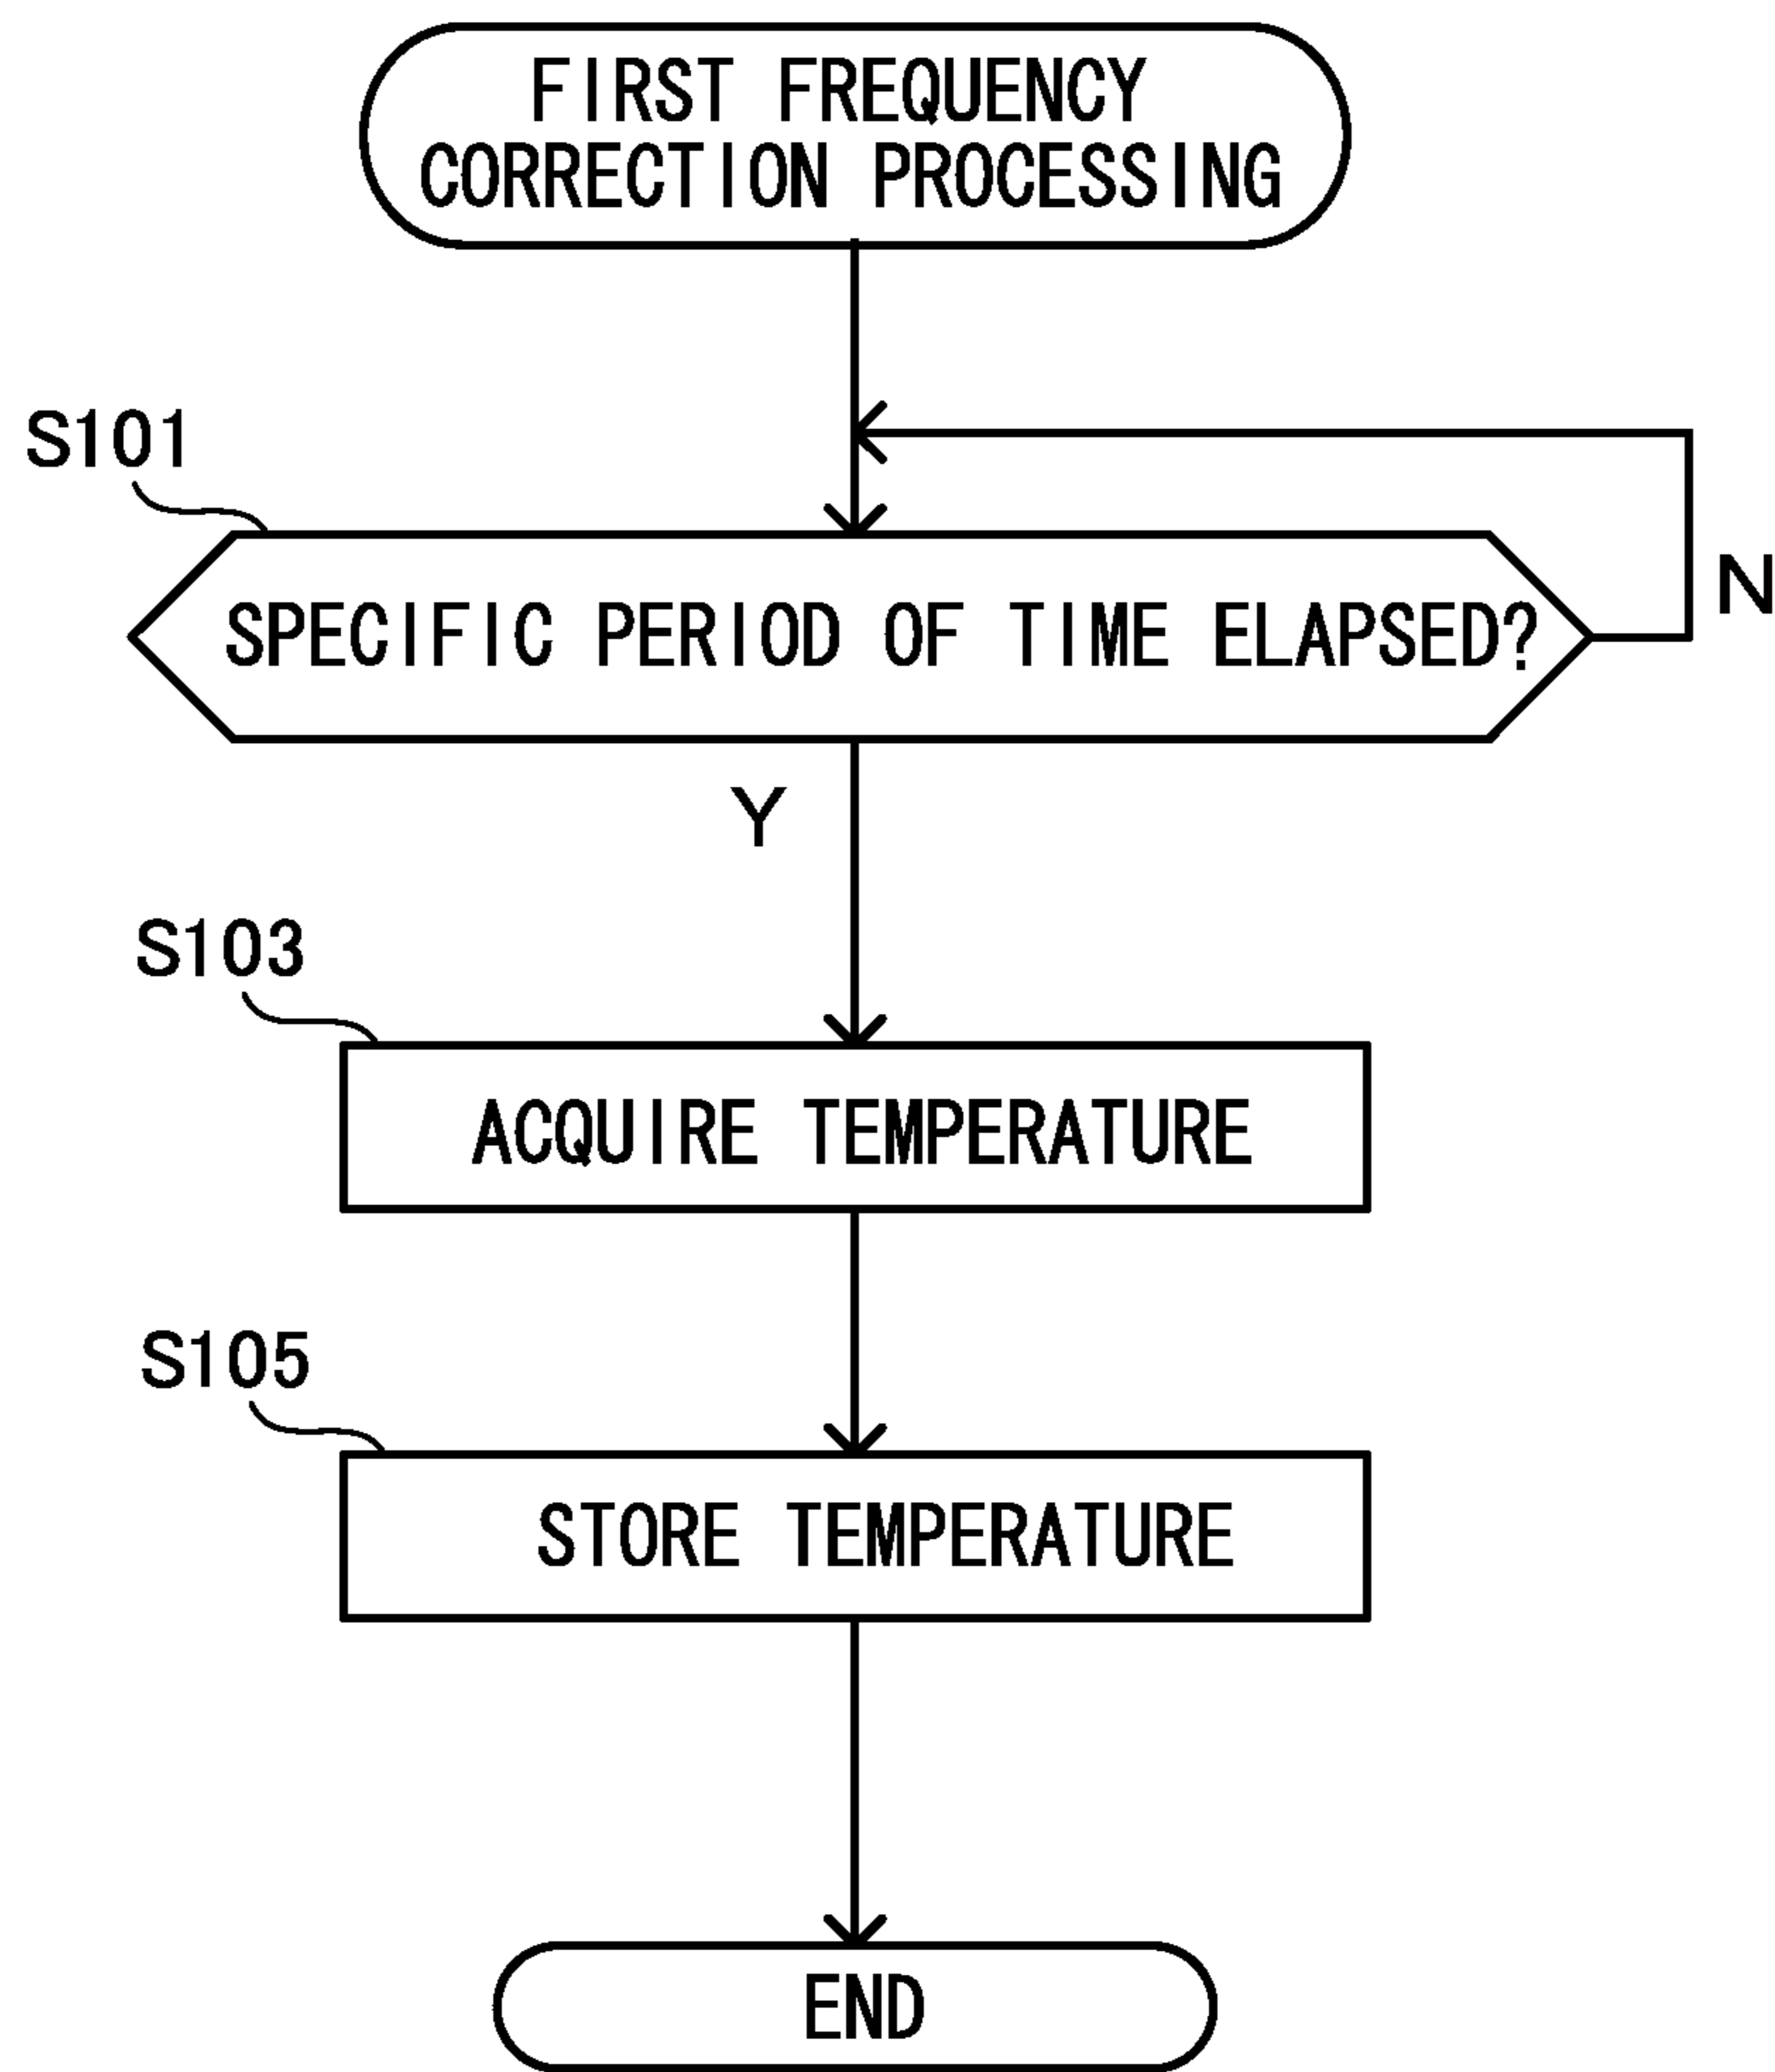 FIRST FREQUENCY
CORRECTION PROCESSING
S101
SPECIFIC PERIOD OF TIME ELAPSED?
N
Y
S103
ACQUIRE TEMPERATURE
S105
STORE TEMPERATURE
END